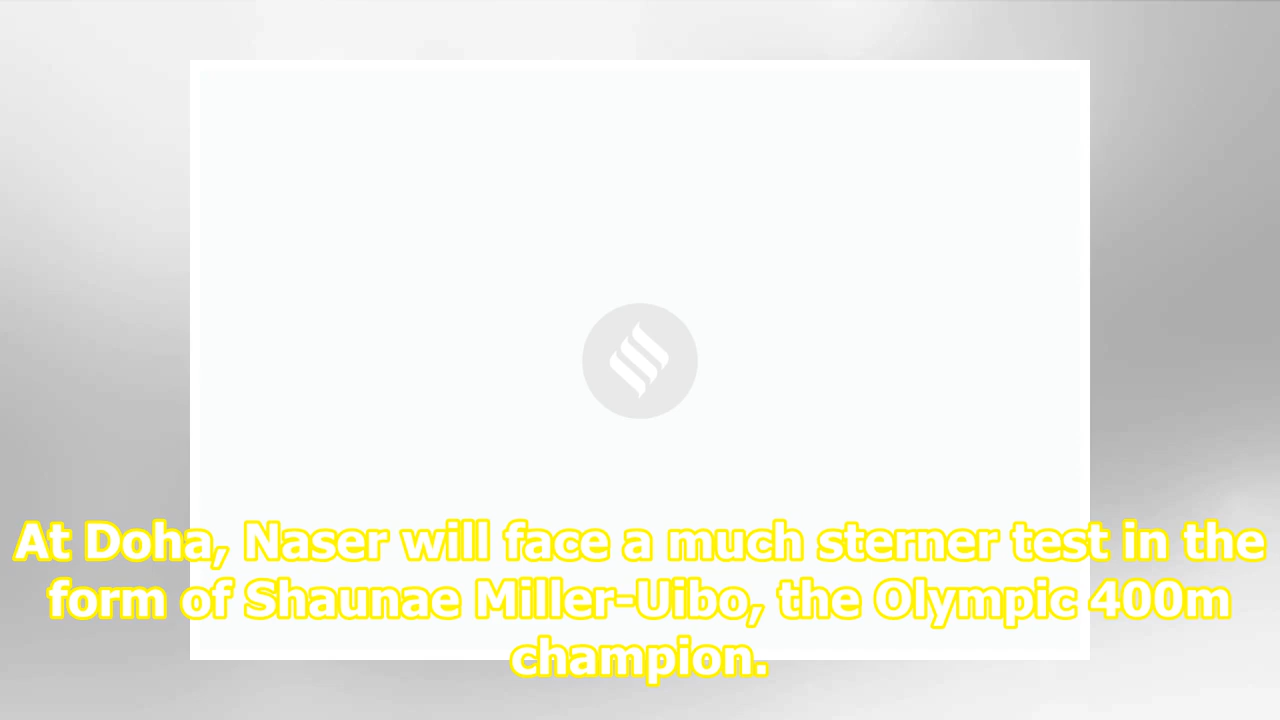 At Doha, Naser will face a much sterner test in the
form of Shaunae Miller-Uibo, the Olympic 400m
champion.